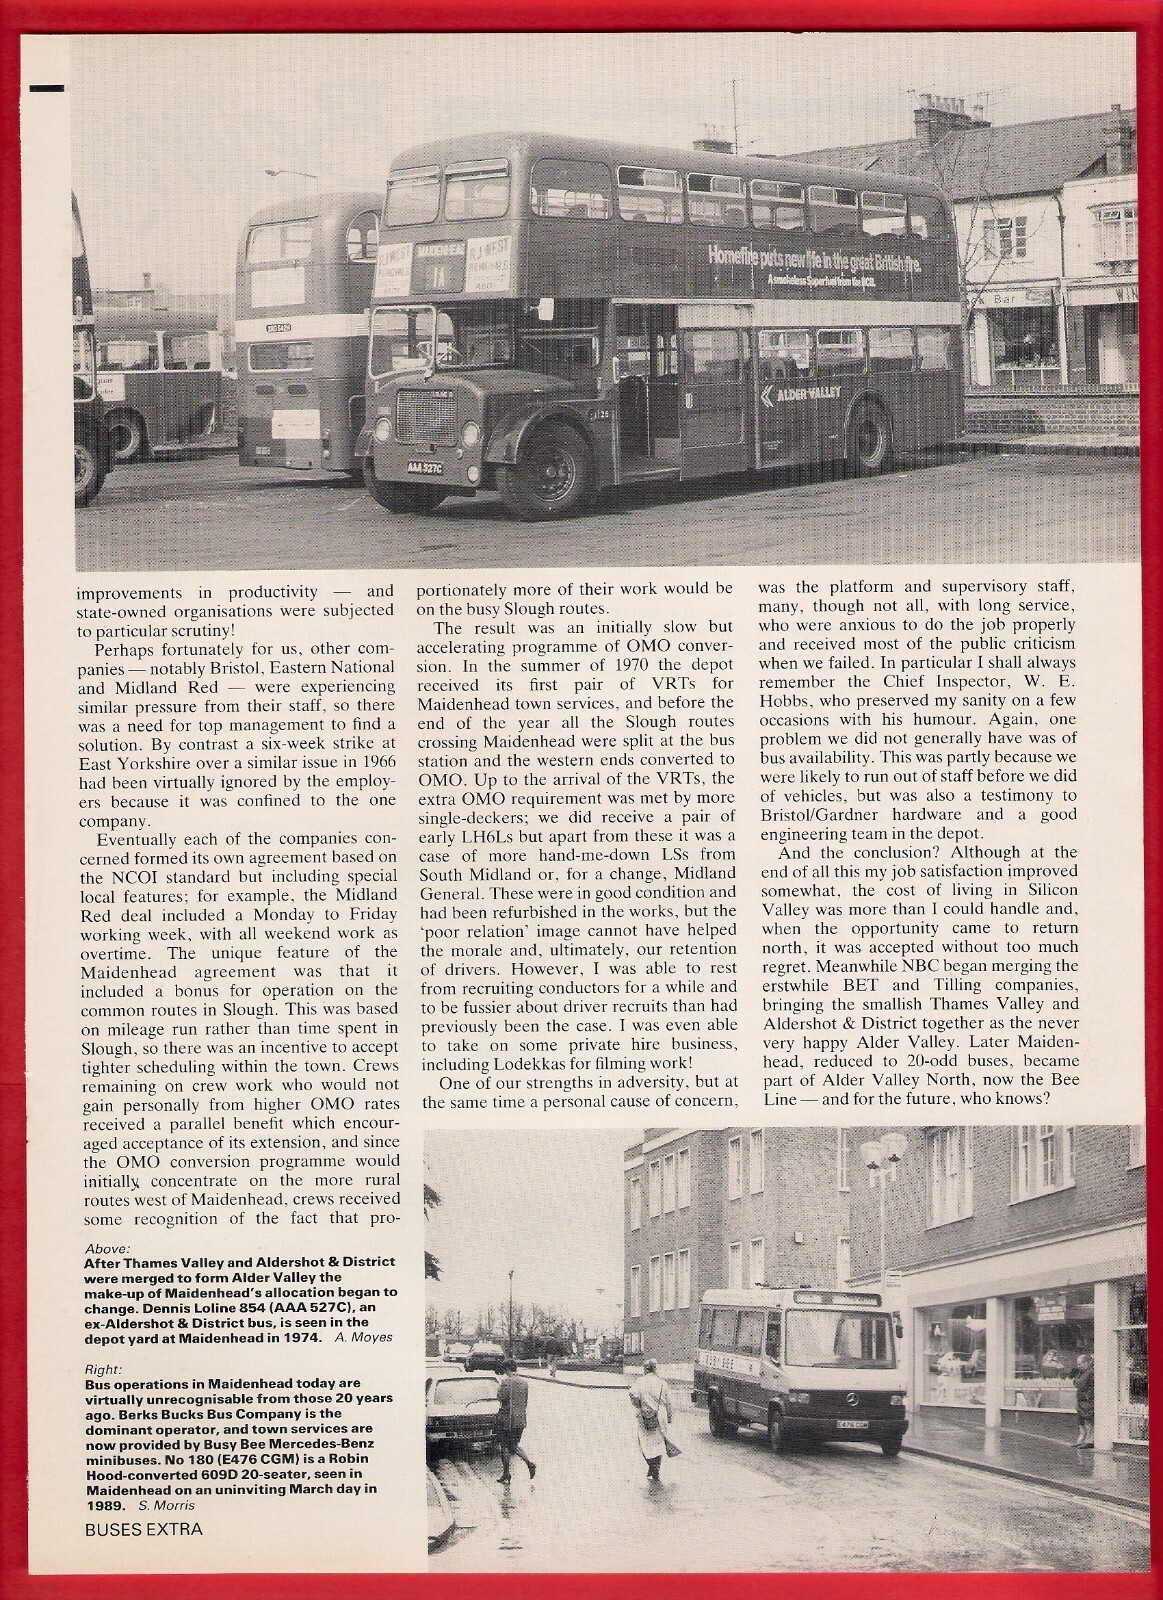 RJ WEST
1A
RJ WEST
Homefire puts new life in the great British fire.
A smokeless Superfuel from the NCB.
Bar
ALDER VALLEY
AAA 527C
improvements in productivity — and
state-owned organisations were subjected
to particular scrutiny!
Perhaps fortunately for us, other com-
panies — notably Bristol, Eastern National
and Midland Red — were experiencing
similar pressure from their staff, so there
was a need for top management to find a
solution. By contrast a six-week strike at
East Yorkshire over a similar issue in 1966
had been virtually ignored by the employ-
ers because it was confined to the one
company.
Eventually each of the companies con-
cerned formed its own agreement based on
the NCOI standard but including special
local features; for example, the Midland
Red deal included a Monday to Friday
working week, with all weekend work as
overtime. The unique feature of the
Maidenhead agreement was that it
included a bonus for operation on the
common routes in Slough. This was based
on mileage run rather than time spent in
Slough, so there was an incentive to accept
tighter scheduling within the town. Crews
remaining on crew work who would not
gain personally from higher OMO rates
received a parallel benefit which encour-
aged acceptance of its extension, and since
the OMO conversion programme would
initially concentrate on the more rural
routes west of Maidenhead, crews received
some recognition of the fact that pro-
portionately more of their work would be
on the busy Slough routes.
The result was an initially slow but
accelerating programme of OMO conver-
sion. In the summer of 1970 the depot
received its first pair of VRTs for
Maidenhead town services, and before the
end of the year all the Slough routes
crossing Maidenhead were split at the bus
station and the western ends converted to
OMO. Up to the arrival of the VRTs, the
extra OMO requirement was met by more
single-deckers; we did receive a pair of
early LH6Ls but apart from these it was a
case of more hand-me-down LSs from
South Midland or, for a change, Midland
General. These were in good condition and
had been refurbished in the works, but the
‘poor relation’ image cannot have helped
the morale and, ultimately, our retention
of drivers. However, I was able to rest
from recruiting conductors for a while and
to be fussier about driver recruits than had
previously been the case. I was even able
to take on some private hire business,
including Lodekkas for filming work!
One of our strengths in adversity, but at
the same time a personal cause of concern,
was the platform and supervisory staff,
many, though not all, with long service,
who were anxious to do the job properly
and received most of the public criticism
when we failed. In particular I shall always
remember the Chief Inspector, W. E.
Hobbs, who preserved my sanity on a few
occasions with his humour. Again, one
problem we did not generally have was of
bus availability. This was partly because we
were likely to run out of staff before we did
of vehicles, but was also a testimony to
Bristol/Gardner hardware and a good
engineering team in the depot.
And the conclusion? Although at the
end of all this my job satisfaction improved
somewhat, the cost of living in Silicon
Valley was more than I could handle and,
when the opportunity came to return
north, it was accepted without too much
regret. Meanwhile NBC began merging the
erstwhile BET and Tilling companies,
bringing the smallish Thames Valley and
Aldershot & District together as the never
very happy Alder Valley. Later Maiden-
head, reduced to 20-odd buses, became
part of Alder Valley North, now the Bee
Line — and for the future, who knows?
Above:
After Thames Valley and Aldershot & District
were merged to form Alder Valley the
make-up of Maidenhead's allocation began to
change. Dennis Loline 854 (AAA 527C), an
ex-Aldershot & District bus, is seen in the
depot yard at Maidenhead in 1974. A. Moyes
Right:
Bus operations in Maidenhead today are
virtually unrecognisable from those 20 years
ago. Berks Bucks Bus Company is the
dominant operator, and town services are
now provided by Busy Bee Mercedes-Benz
minibuses. No 180 (E476 CGM) is a Robin
Hood-converted 609D 20-seater, seen in
Maidenhead on an uninviting March day in
1989. S. Morris
BUSES EXTRA
E476 CGM